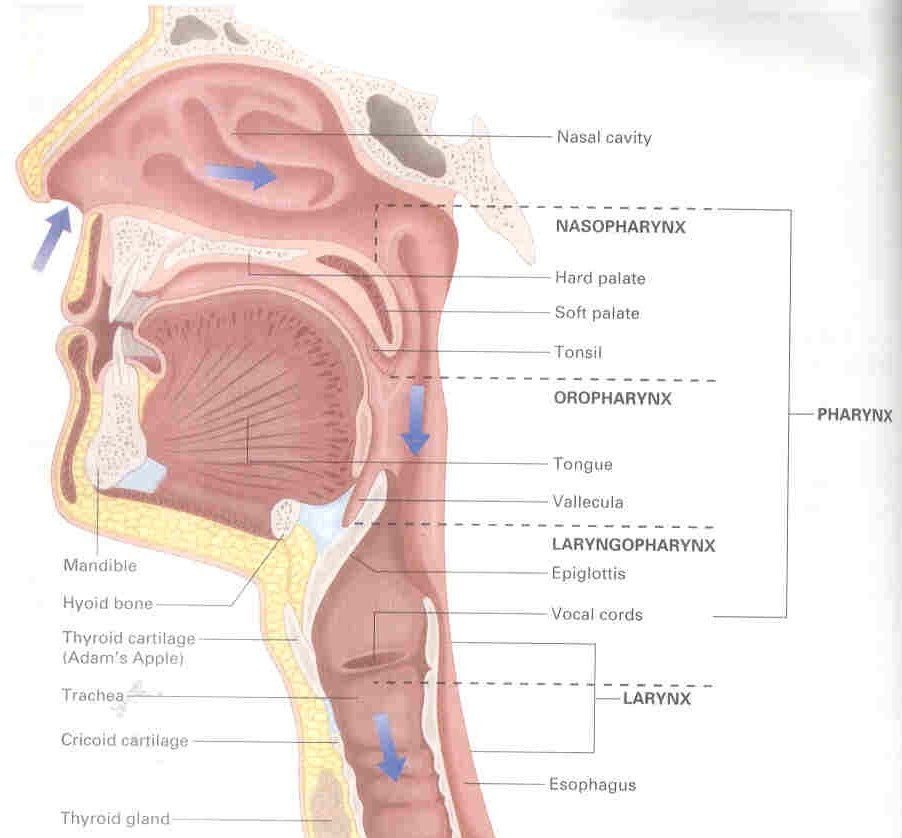 Nasal cavity
NASOPHARYNX
Hard palate
Soft palate
Tonsil
OROPHARYNX
PHARYNX
Tongue
Vallecula
LARYNGOPHARYNX
Epiglottis
Vocal cords
LARYNX
Esophagus
Mandible
Hyoid bone
Thyroid cartilage
(Adam's Apple)
Trachea
Cricoid cartilage
Thyroid gland